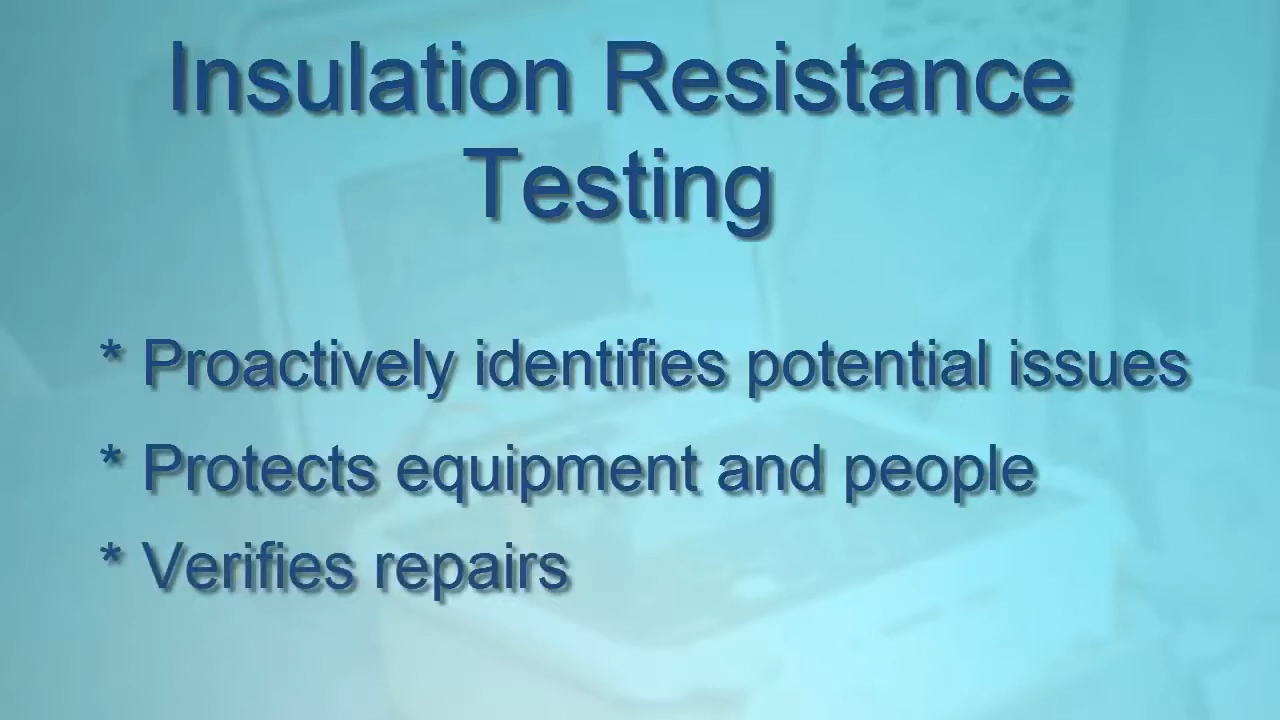 Insulation Resistance
Testing
* Proactively identifies potential issues
* Protects equipment and people
* Verifies repairs